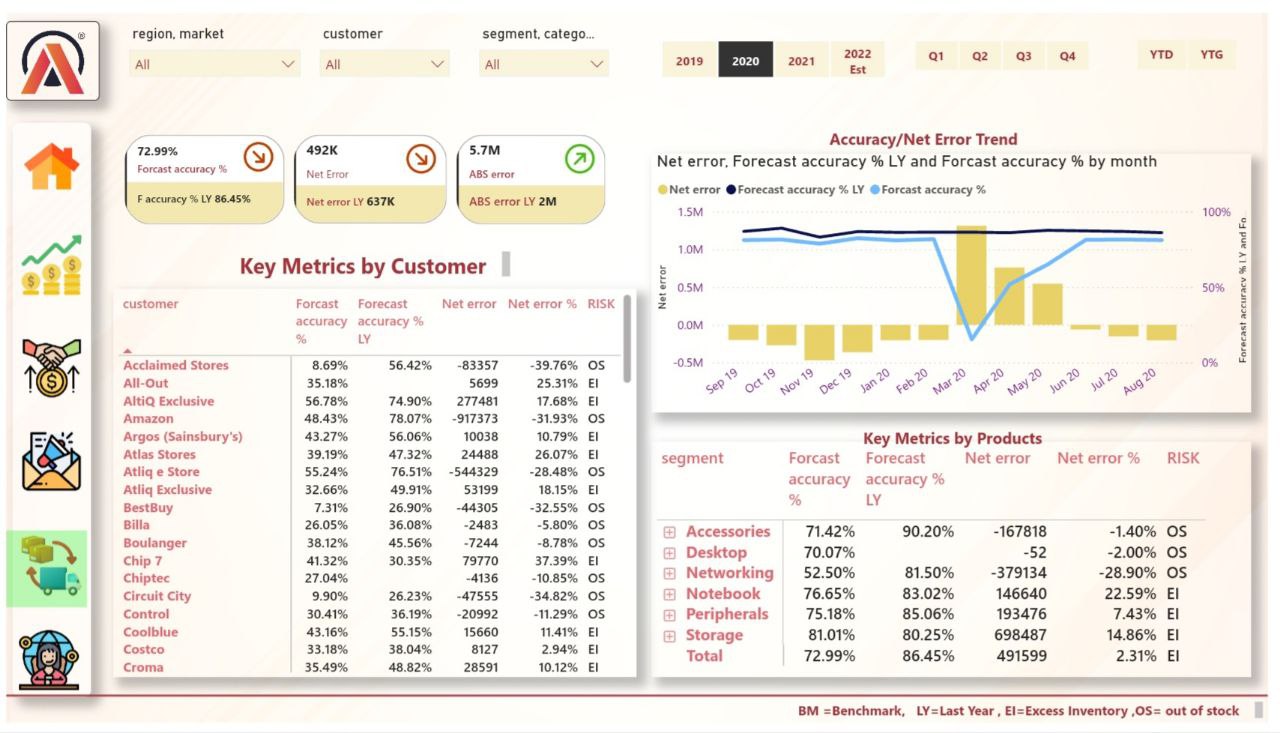 ®
region, market
customer
segment, catego...
All
All
All
2019
2020
2021
2022
Est
Q1
Q2
Q3
Q4
YTD
YTG
72.99%
Forcast accuracy %
F accuracy % LY 86.45%
492K
Net Error
Net error LY 637K
5.7M
ABS error
ABS error LY 2M
Key Metrics by Customer
customer
Forcast
accuracy
%
Forecast
accuracy %
LY
Net error
Net error %
RISK
Acclaimed Stores 8.69% 56.42% -83357 -39.76% OS
All-Out 35.18% 5699 25.31% EI
AltiQ Exclusive 56.78% 74.90% 277481 17.68% EI
Amazon 48.43% 78.07% -917373 -31.93% OS
Argos (Sainsbury's) 43.27% 56.06% 10038 10.79% EI
Atlas Stores 39.19% 47.32% 24488 26.07% EI
Atliq e Store 55.24% 76.51% -544329 -28.48% OS
Atliq Exclusive 32.66% 49.91% 53199 18.15% EI
BestBuy 7.31% 26.90% -44305 -32.55% OS
Billa 26.05% 36.08% -2483 -5.80% OS
Boulanger 38.12% 45.56% -7244 -8.78% OS
Chip 7 41.32% 30.35% 79770 37.39% EI
Chiptec 27.04% -4136 -10.85% OS
Circuit City 9.90% 26.23% -47555 -34.82% OS
Control 30.41% 36.19% -20992 -11.29% OS
Coolblue 43.16% 55.15% 15660 11.41% EI
Costco 33.18% 38.04% 8127 2.94% EI
Croma 35.49% 48.82% 28591 10.12% EI
Accuracy/Net Error Trend
Net error, Forecast accuracy % LY and Forcast accuracy % by month
Net error
Forecast accuracy % LY
Forcast accuracy %
Net error
1.5M
1.0M
0.5M
0.0M
-0.5M
100%
50%
0%
Forecast accuracy % LY and Fo
Sep 19
Oct 19
Nov 19
Dec 19
Jan 20
Feb 20
Mar 20
Apr 20
May 20
Jun 20
Jul 20
Aug 20
Key Metrics by Products
segment
Forcast
accuracy
%
Forecast
accuracy %
LY
Net error
Net error %
RISK
Accessories 71.42% 90.20% -167818 -1.40% OS
Desktop 70.07% -52 -2.00% OS
Networking 52.50% 81.50% -379134 -28.90% OS
Notebook 76.65% 83.02% 146640 22.59% EI
Peripherals 75.18% 85.06% 193476 7.43% EI
Storage 81.01% 80.25% 698487 14.86% EI
Total 72.99% 86.45% 491599 2.31% EI
BM =Benchmark, LY=Last Year , EI=Excess Inventory ,OS= out of stock